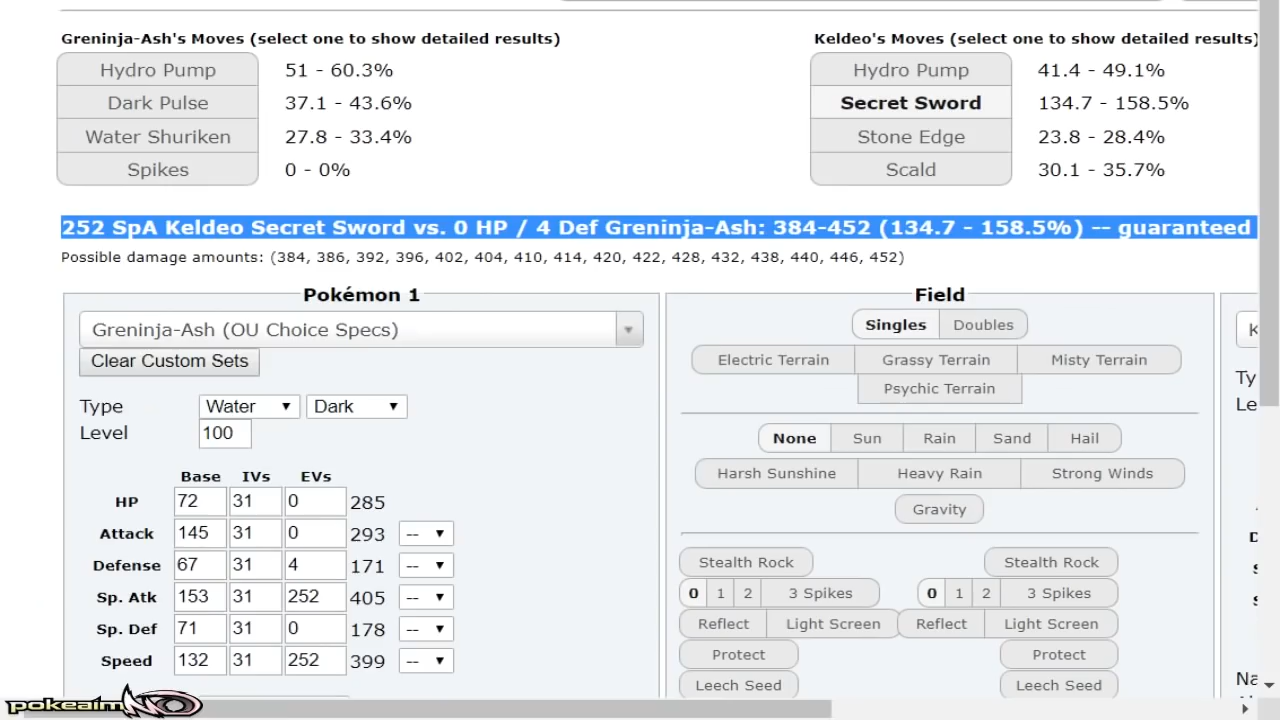 Greninja-Ash's Moves (select one to show detailed results)
Keldeo's Moves (select one to show detailed results)
Hydro Pump 51 - 60.3%
Dark Pulse 37.1 - 43.6%
Water Shuriken 27.8 - 33.4%
Spikes 0 - 0%
Hydro Pump 41.4 - 49.1%
Secret Sword 134.7 - 158.5%
Stone Edge 23.8 - 28.4%
Scald 30.1 - 35.7%
252 SpA Keldeo Secret Sword vs. 0 HP / 4 Def Greninja-Ash: 384-452 (134.7 - 158.5%) -- guaranteed
Possible damage amounts: (384, 386, 392, 396, 402, 404, 410, 414, 420, 422, 428, 432, 438, 440, 446, 452)
Pokémon 1
Greninja-Ash (OU Choice Specs)
Clear Custom Sets
Type Water Dark
Level 100
Base IVs EVs
HP 72 31 0 285
Attack 145 31 0 293 --
Defense 67 31 4 171 --
Sp. Atk 153 31 252 405 --
Sp. Def 71 31 0 178 --
Speed 132 31 252 399 --
Field
Singles Doubles
Electric Terrain Grassy Terrain Misty Terrain
Psychic Terrain
None Sun Rain Sand Hail
Harsh Sunshine Heavy Rain Strong Winds
Gravity
Stealth Rock Stealth Rock
0 1 2 3 Spikes 0 1 2 3 Spikes
Reflect Light Screen Reflect Light Screen
Protect Protect
Leech Seed Leech Seed
K
Ty
Le
Na
pokeaimMD